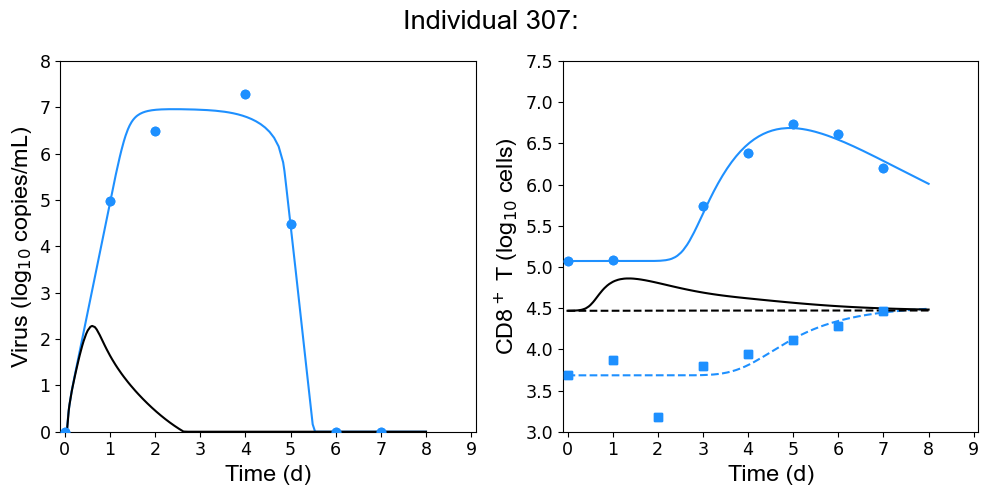 Individual 307:
Virus (log₁₀ copies/mL)
8
7
6
5
4
3
2
1
0
0 1 2 3 4 5 6 7 8 9
Time (d)
CD8⁺ T (log₁₀ cells)
7.5
7.0
6.5
6.0
5.5
5.0
4.5
4.0
3.5
3.0
0 1 2 3 4 5 6 7 8 9
Time (d)